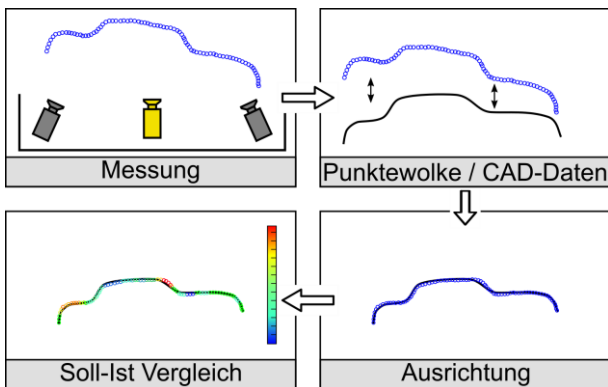 Messung
Punktewolke / CAD-Daten
Soll-Ist Vergleich
Ausrichtung